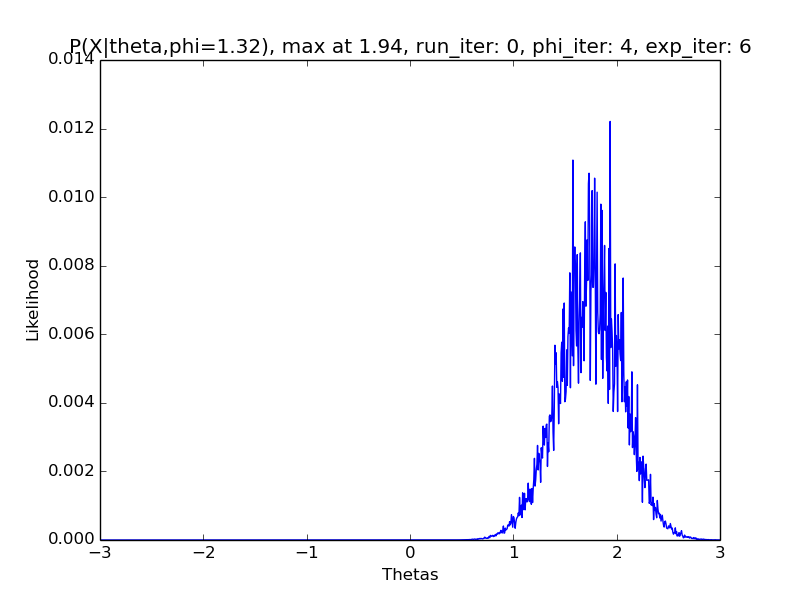 P(X|theta,phi=1.32), max at 1.94, run_iter: 0, phi_iter: 4, exp_iter: 6
0.014
0.012
0.010
0.008
0.006
0.004
0.002
0.000
Likelihood
−3 −2 −1 0 1 2 3
Thetas